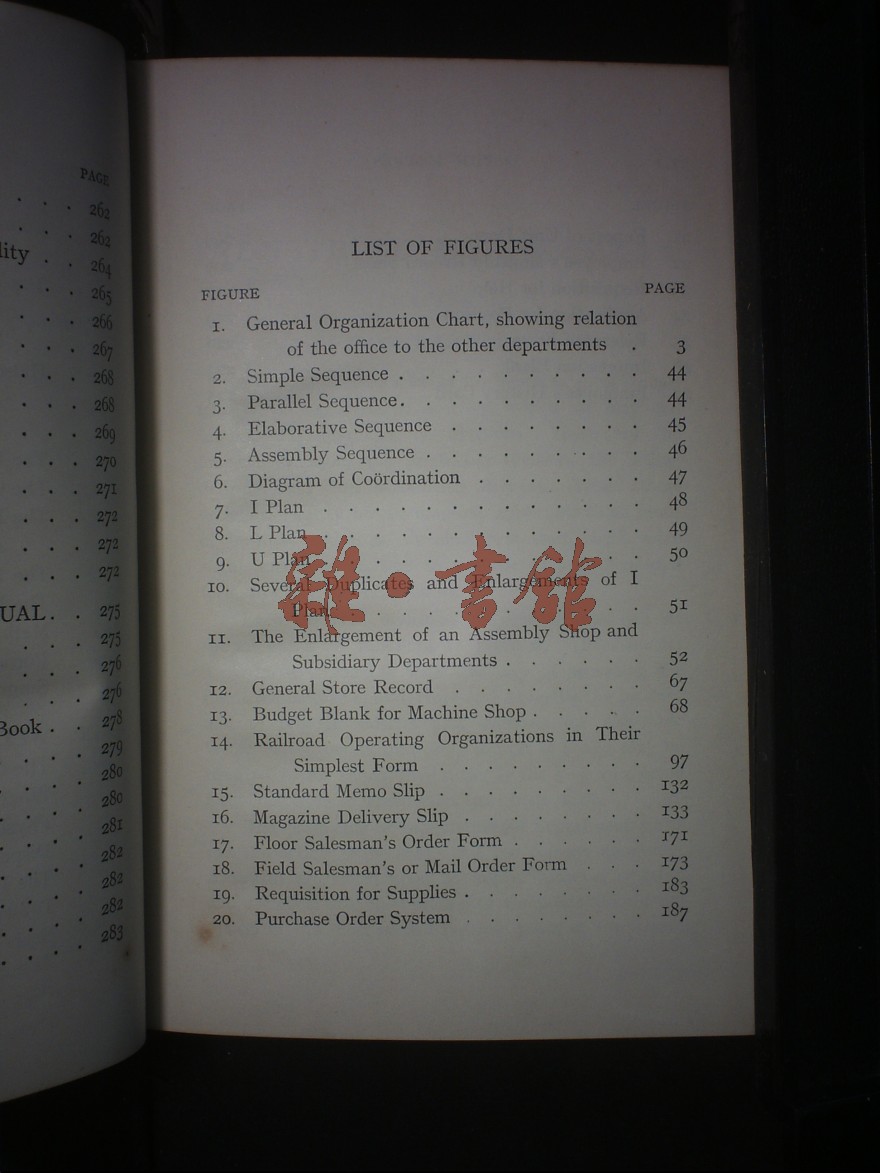 PAGE
262
262
lity . . 264
265
266
267
268
268
269
270
271
272
272
272
UAL . . 275
275
276
276
Book . . 278
279
280
280
281
282
282
282
283
LIST OF FIGURES
FIGURE PAGE
1. General Organization Chart, showing relation
of the office to the other departments . 3
2. Simple Sequence . . . . . . . . . . 44
3. Parallel Sequence . . . . . . . . . 44
4. Elaborative Sequence . . . . . . . . 45
5. Assembly Sequence . . . . . . . . . 46
6. Diagram of Coördination . . . . . . . 47
7. I Plan . . . . . . . . . . . . . 48
8. L Plan . . . . . . . . . . . . . 49
9. U Plan . . . . . . . . . . . . . 50
10. Several Duplicates and Enlargements of I
Plan . . . . . . . . . . . . 51
11. The Enlargement of an Assembly Shop and
Subsidiary Departments . . . . . . 52
12. General Store Record . . . . . . . . 67
13. Budget Blank for Machine Shop . . . . . 68
14. Railroad Operating Organizations in Their
Simplest Form . . . . . . . . 97
15. Standard Memo Slip . . . . . . . . . 132
16. Magazine Delivery Slip . . . . . . . 133
17. Floor Salesman's Order Form . . . . . 171
18. Field Salesman's or Mail Order Form . . . 173
19. Requisition for Supplies . . . . . . . 183
20. Purchase Order System . . . . . . . 187
雜·書館